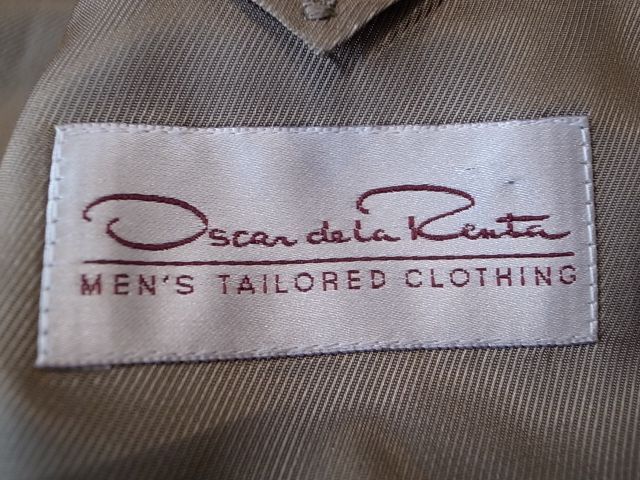 Oscar de la Renta
MEN'S TAILORED CLOTHING